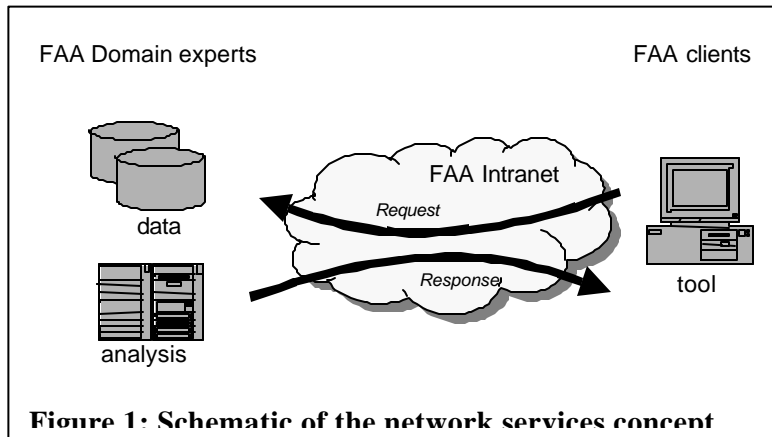 FAA Domain experts
FAA clients
FAA Intranet
Request
data
Response
tool
analysis
Figure 1: Schematic of the network services concept